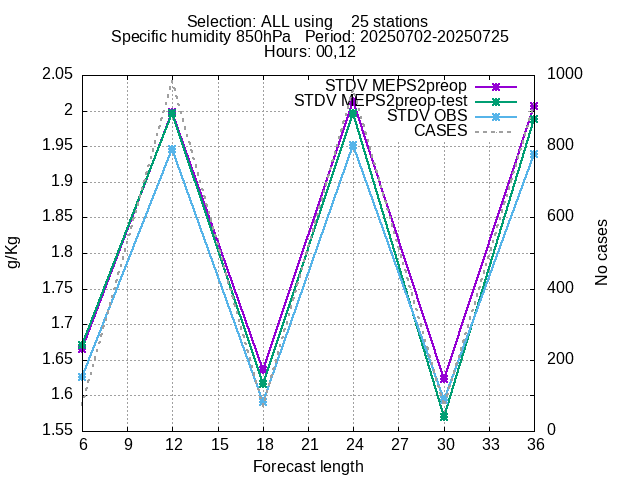 Selection: ALL using    25 stations
Specific humidity 850hPa   Period: 20250702-20250725
Hours: 00,12
2.05
2
1.95
1.9
1.85
1.8
1.75
1.7
1.65
1.6
1.55
g/Kg
STDV MEPS2preop
STDV MEPS2preop-test
STDV OBS
CASES
1000
800
600
400
200
0
No cases
6 9 12 15 18 21 24 27 30 33 36
Forecast length